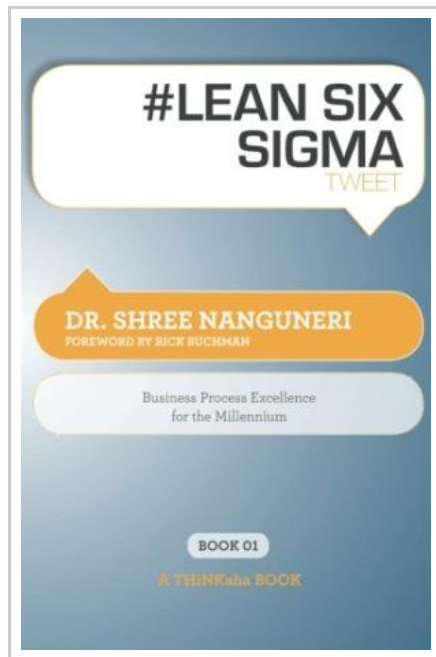 #LEAN SIX
SIGMA
TWEET
DR. SHREE NANGUNERI
FOREWORD BY RICK BUCHMAN
Business Process Excellence
for the Millennium
BOOK 01
A THiNKaha BOOK